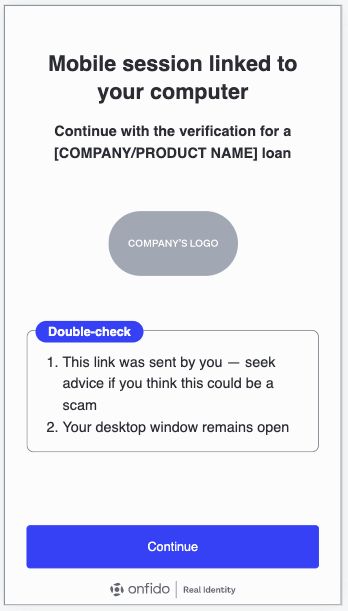 Mobile session linked to
your computer
Continue with the verification for a
[COMPANY/PRODUCT NAME] loan
COMPANY'S LOGO
Double-check
1. This link was sent by you — seek
advice if you think this could be a
scam
2. Your desktop window remains open
Continue
onfido | Real Identity